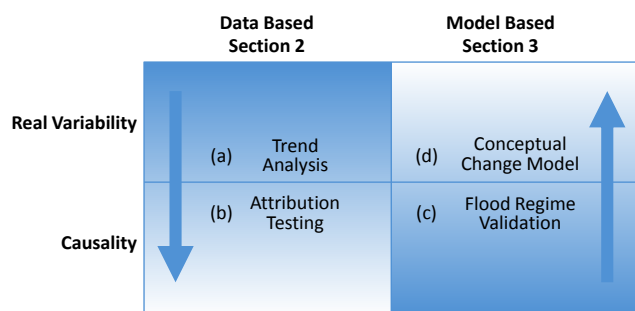 Data Based
Section 2
Model Based
Section 3
Real Variability
(a) Trend
Analysis
(d) Conceptual
Change Model
Causality
(b) Attribution
Testing
(c) Flood Regime
Validation